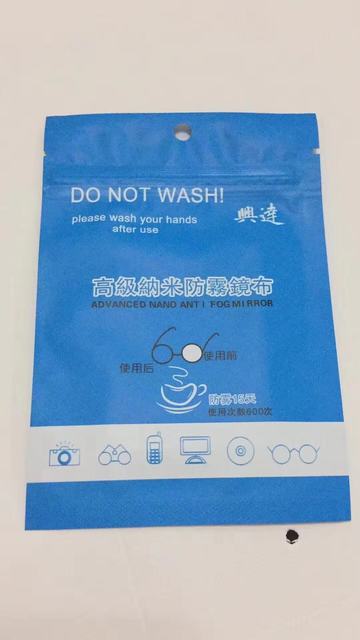 DO NOT WASH!
please wash your hands
after use
興達
高級納米防霧鏡布
ADVANCED NANO ANTI FOGMIRROR
使用后
使用前
防雾15天
使用次數600次